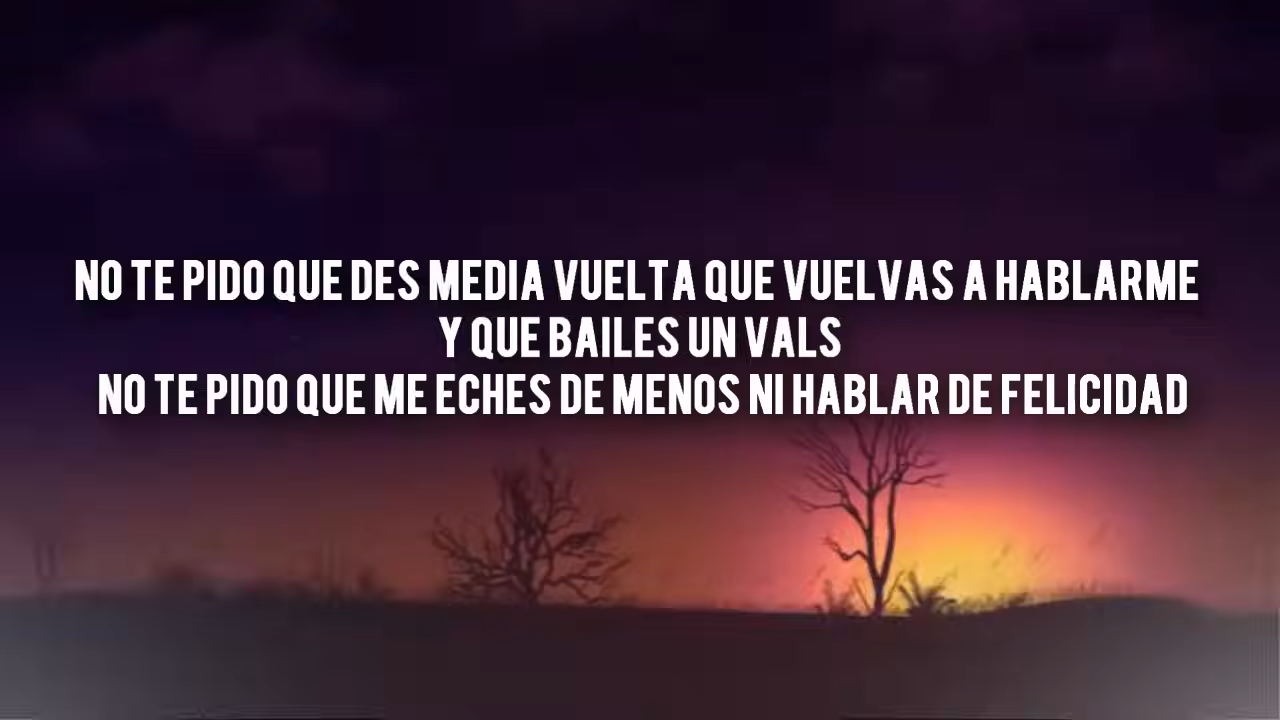 NO TE PIDO QUE DES MEDIA VUELTA QUE VUELVAS A HABLARME
Y QUE BAILES UN VALS
NO TE PIDO QUE ME ECHES DE MENOS NI HABLAR DE FELICIDAD